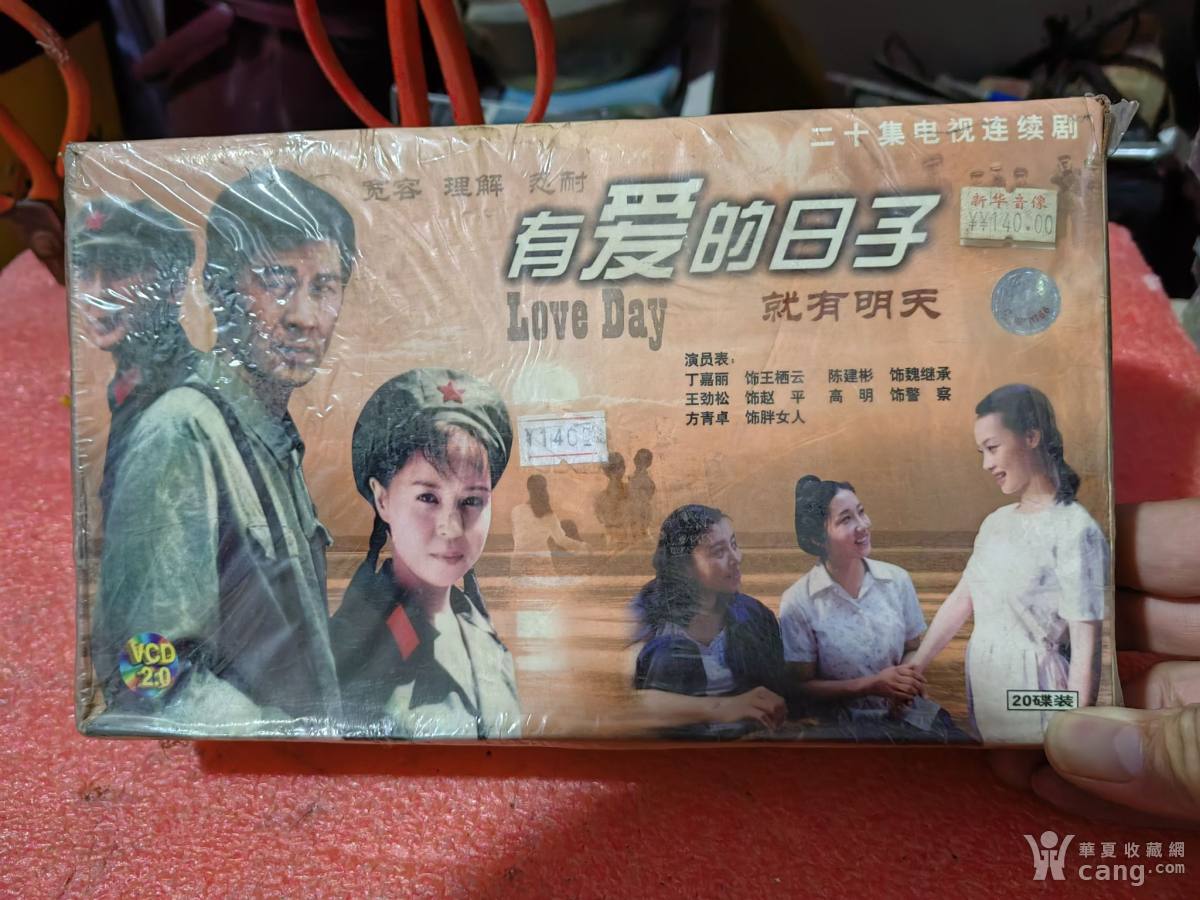 二十集电视连续剧
宽容 理解 忍耐
有爱的日子
新华音像
¥¥140.00
Love Day
就有明天
演员表:
丁嘉丽 饰王栖云 陈建彬 饰魏继承
王劲松 饰赵 平 高 明 饰警 察
方青卓 饰胖女人
VCD
2.0
20碟装
華夏收藏網
cang.com